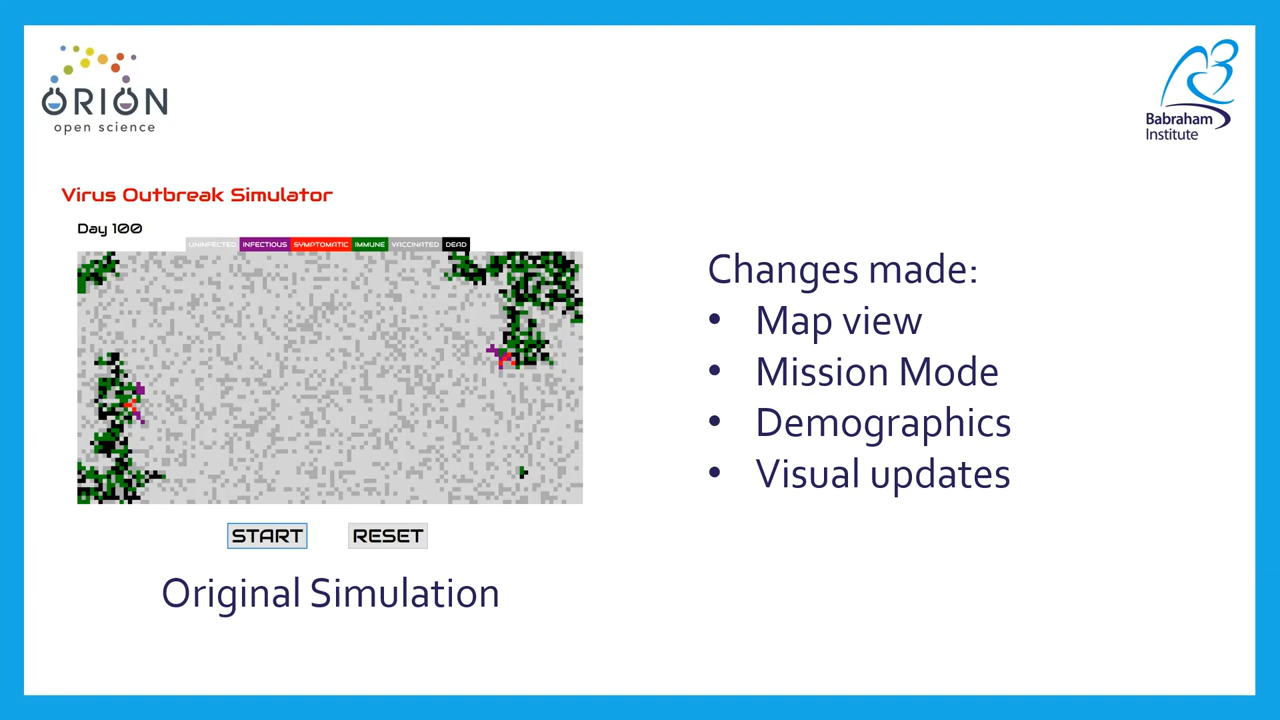 ORION
open science
Babraham
Institute
Virus Outbreak Simulator
Day 100
UNINFECTED INFECTIOUS SYMPTOMATIC IMMUNE VACCINATED DEAD
START RESET
Original Simulation
Changes made:
• Map view
• Mission Mode
• Demographics
• Visual updates